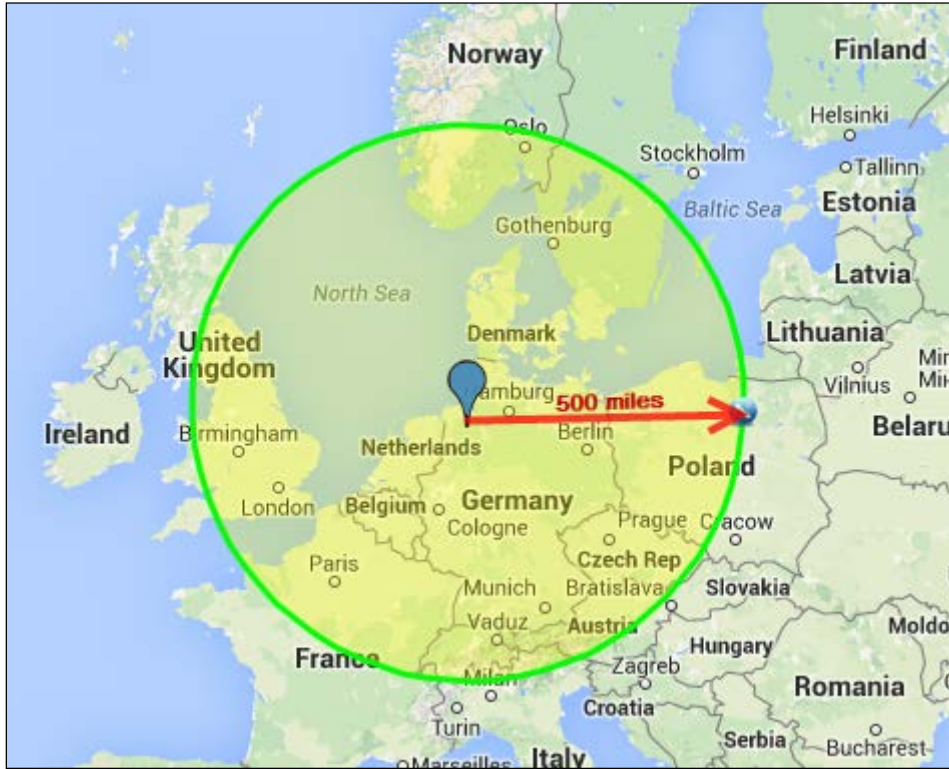 Norway
Finland
Oslo
Helsinki
Stockholm
Tallinn
Baltic Sea
Estonia
Gothenburg
Latvia
North Sea
Denmark
Lithuania
United
Kingdom
Vilnius
Hamburg
500 miles
Ireland
Birmingham
Netherlands
Berlin
Belaru
Poland
London
Belgium
Germany
Cologne
Prague
Cracow
Paris
Czech Rep
Munich
Bratislava
Slovakia
Vaduz
Austria
Hungary
Moldo
France
Milan
Zagreb
Romania
Turin
Croatia
Serbia
Bucharest
Marseilles
Italy